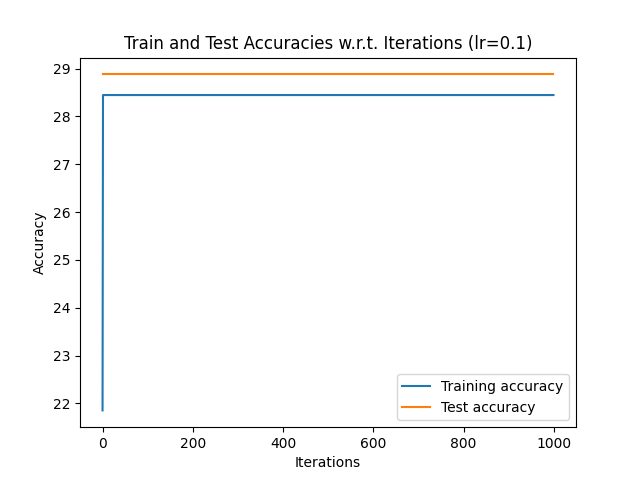 Train and Test Accuracies w.r.t. Iterations (lr=0.1)
29
28
27
26
25
24
23
22
Accuracy
0 200 400 600 800 1000
Iterations
Training accuracy
Test accuracy